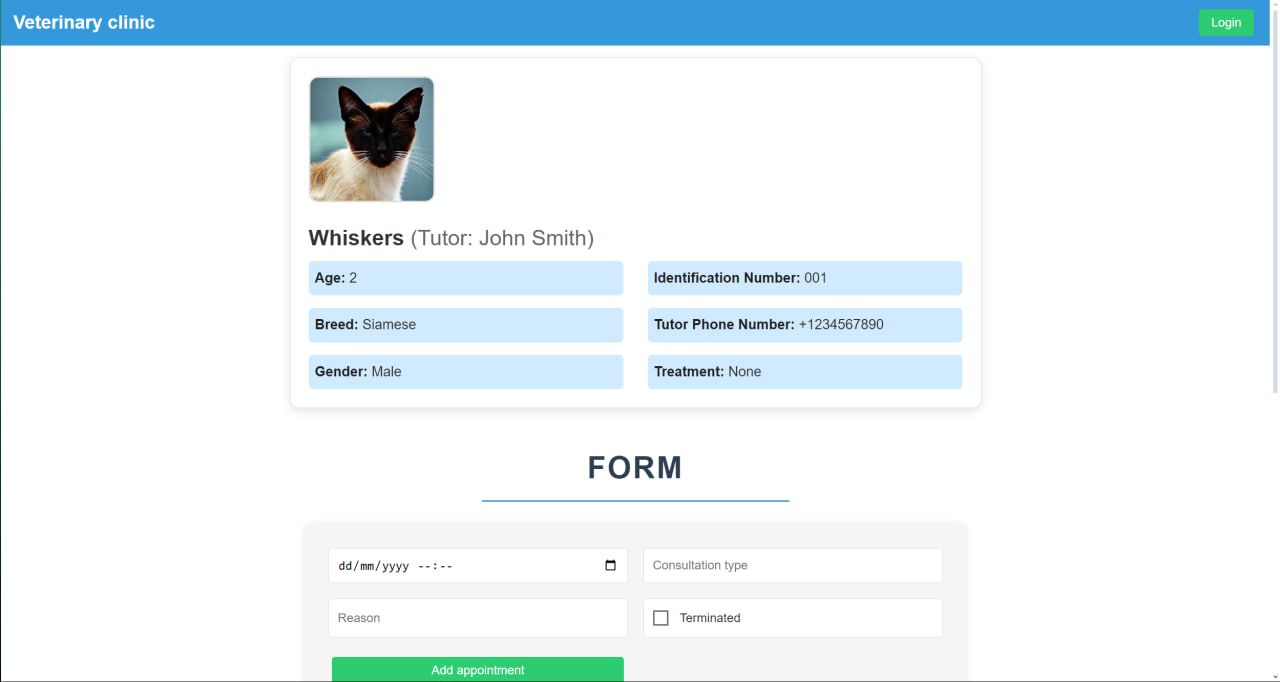 Veterinary clinic
Login
Whiskers (Tutor: John Smith)
Age: 2
Identification Number: 001
Breed: Siamese
Tutor Phone Number: +1234567890
Gender: Male
Treatment: None
FORM
dd/mm/yyyy --:--
Consultation type
Reason
Terminated
Add appointment